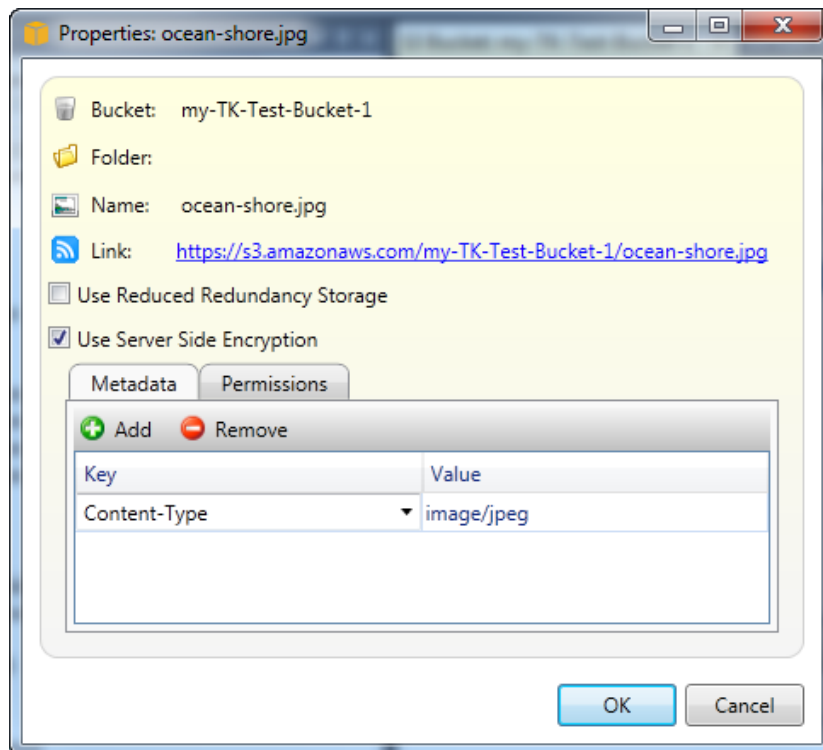 Properties: ocean-shore.jpg
Bucket: my-TK-Test-Bucket-1
Folder:
Name: ocean-shore.jpg
Link: https://s3.amazonaws.com/my-TK-Test-Bucket-1/ocean-shore.jpg
Use Reduced Redundancy Storage
Use Server Side Encryption
Metadata Permissions
Add Remove
Key Value
Content-Type image/jpeg
OK Cancel